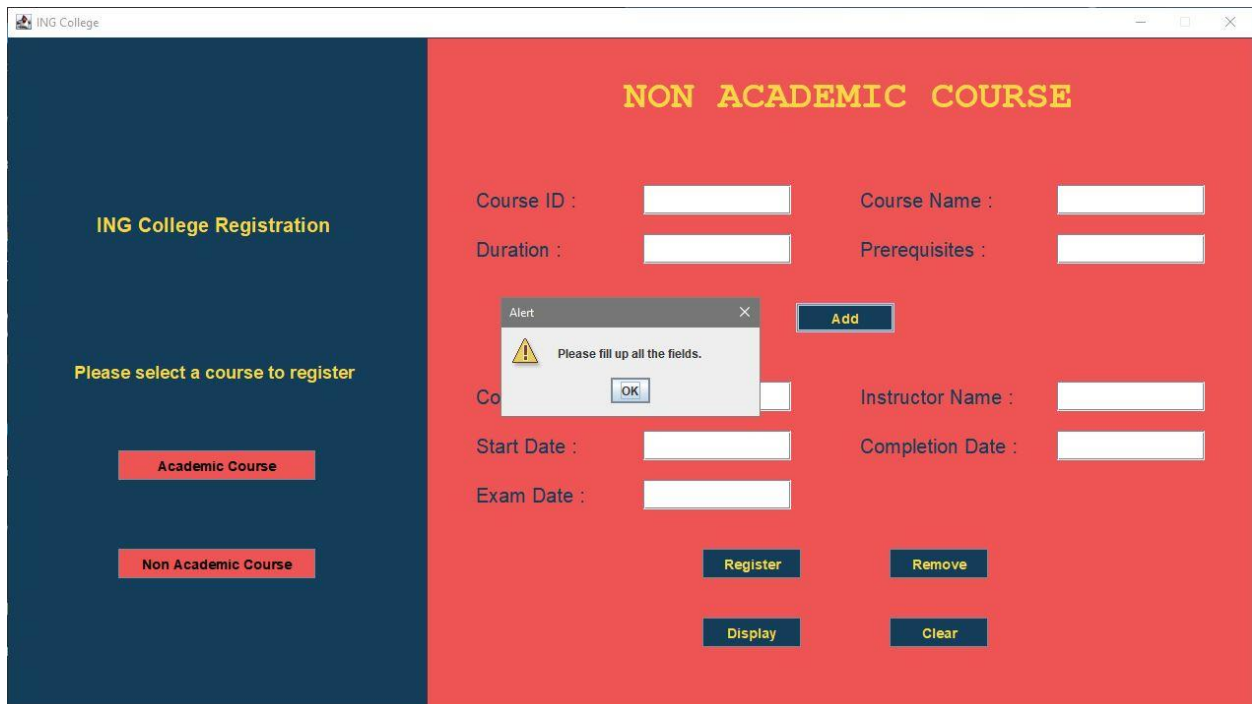 ING College
NON ACADEMIC COURSE
ING College Registration
Please select a course to register
Academic Course
Non Academic Course
Course ID :
Course Name :
Duration :
Prerequisites :
Add
Alert
Please fill up all the fields.
OK
Instructor Name :
Start Date :
Completion Date :
Exam Date :
Register
Remove
Display
Clear